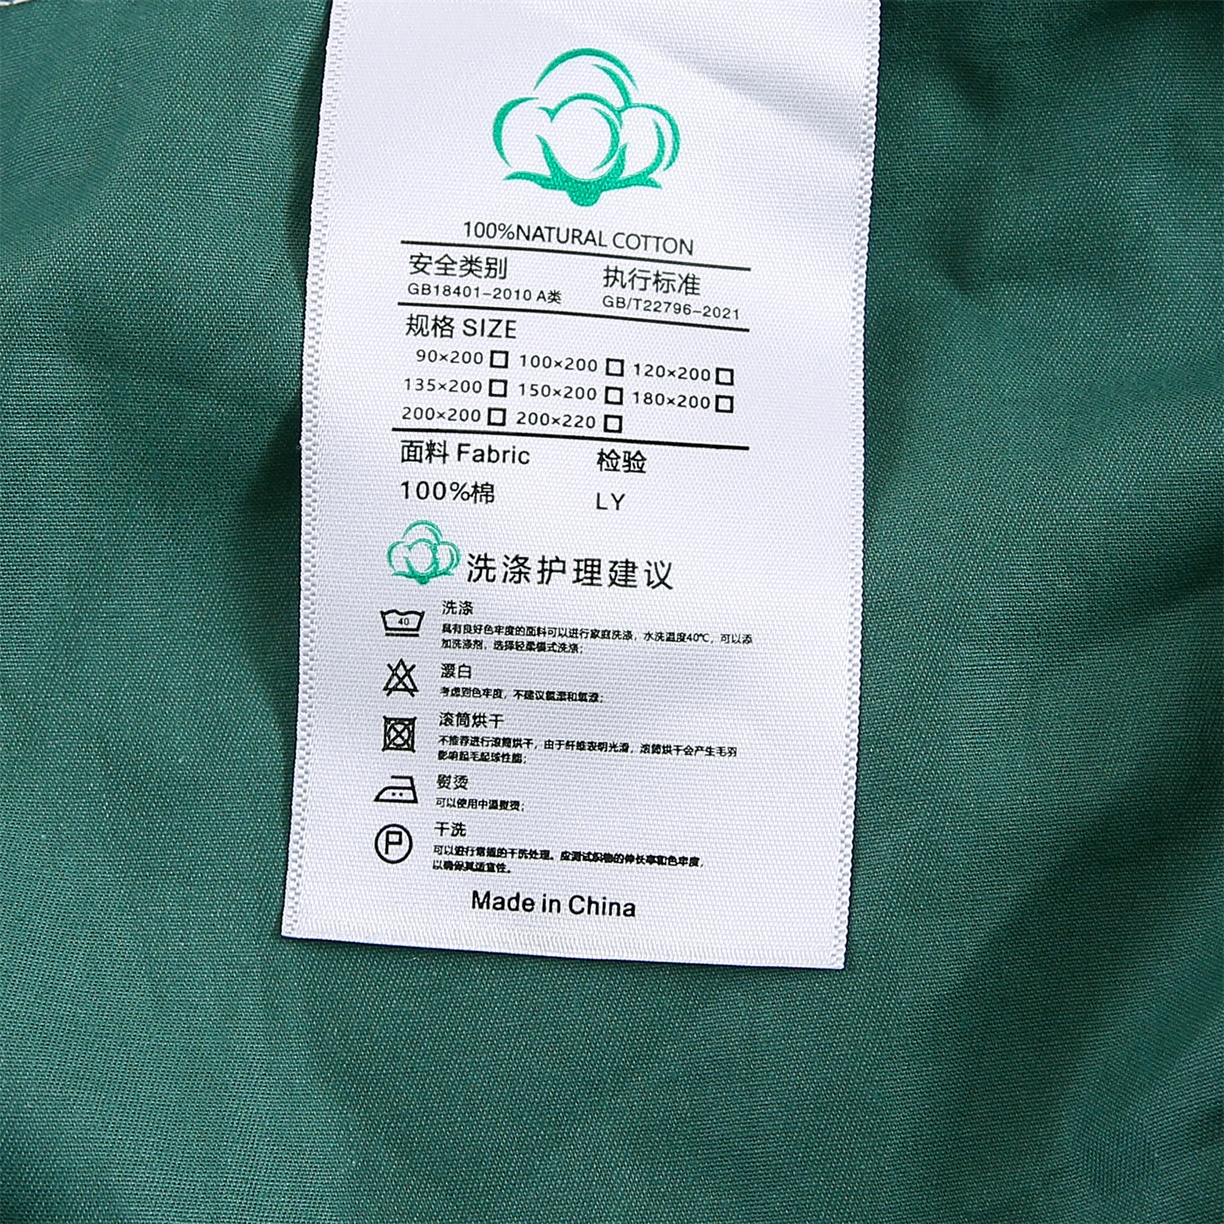 100%NATURAL COTTON
安全类别 执行标准
GB18401-2010 A类 GB/T22796-2021
规格 SIZE
90×200□ 100×200□ 120×200□
135×200□ 150×200□ 180×200□
200×200□ 200×220□
面料 Fabric 检验
100%棉 LY
洗涤护理建议
40
洗涤
具有良好色牢度的面料可以进行家庭洗涤，水洗温度40℃，可以添
加洗涤剂，选择轻柔模式洗涤；
漂白
考虑到色牢度，不建议氯漂和氧漂；
滚筒烘干
不推荐进行滚筒烘干，由于纤维表明光滑，滚筒烘干会产生毛羽
影响起毛起球性能；
熨烫
可以使用中温熨烫；
P
干洗
可以进行常规的干洗处理。应测试织物的伸长率和色牢度，
以确保其适宜性。
Made in China